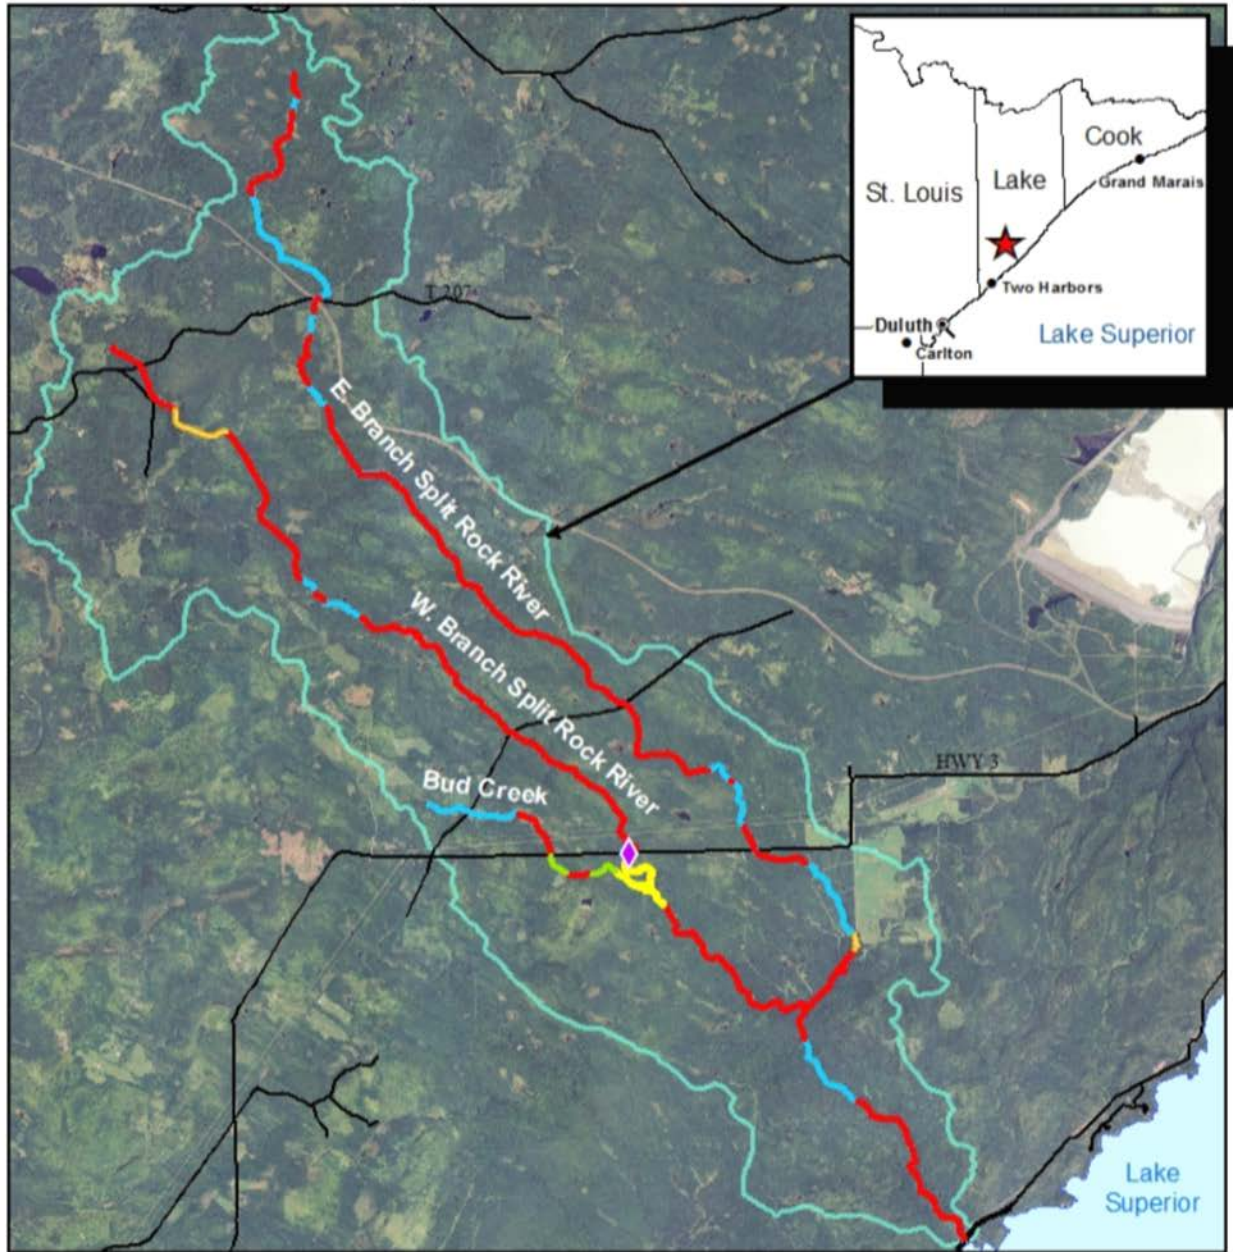 Cook
Grand Marais
St. Louis
Lake
Two Harbors
Duluth
Carlton
Lake Superior
T 207
E. Branch Split Rock River
W. Branch Split Rock River
HWY 3
Bud Creek
Lake
Superior